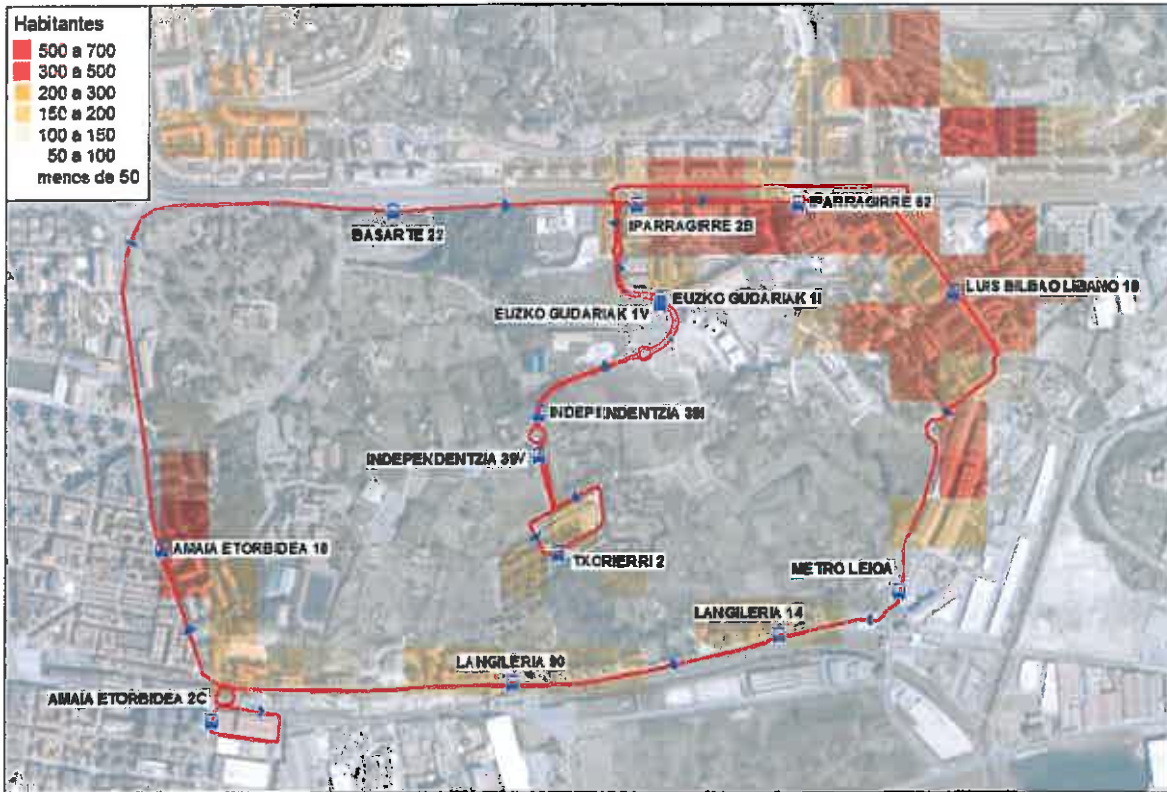 Habitantes
500 a 700
300 a 500
200 a 300
150 a 200
100 a 150
50 a 100
menos de 50
BASARTE 22
IPARRAGIRRE 2B
IPARRAGIRRE 62
EUZKO GUDARIAK 1I
EUZKO GUDARIAK 1V
LUIS BILBAO LIBANO 18
INDEPENDENTZIA 39I
INDEPENDENTZIA 39V
AMAIA ETORBIDEA 18
TXORIERRI 2
METRO LEIOA
LANGILERIA 14
LANGILERIA 90
AMAIA ETORBIDEA 2C